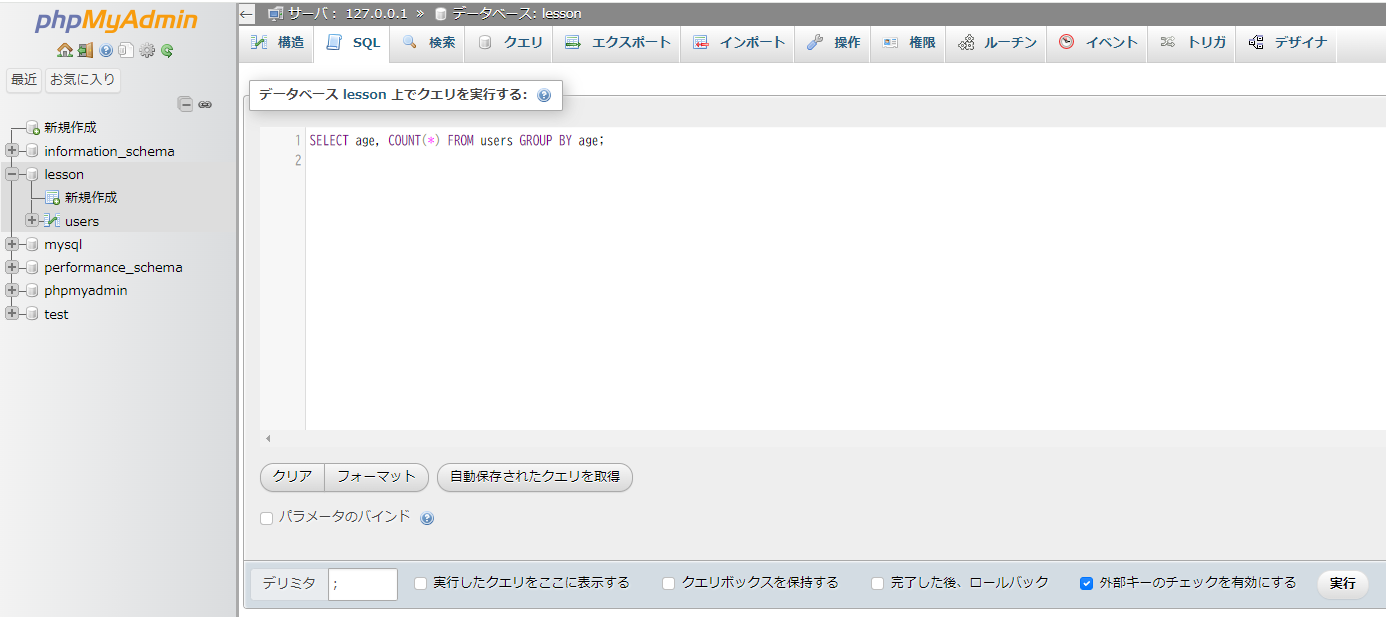 phpMyAdmin
最近 お気に入り
新規作成
information_schema
lesson
新規作成
users
mysql
performance_schema
phpmyadmin
test
サーバ: 127.0.0.1 » データベース: lesson
構造 SQL 検索 クエリ エクスポート インポート 操作 権限 ルーチン イベント トリガ デザイナ
データベース lesson 上でクエリを実行する:
1 SELECT age, COUNT(*) FROM users GROUP BY age;
2
クリア フォーマット 自動保存されたクエリを取得
パラメータのバインド
デリミタ ; 実行したクエリをここに表示する クエリボックスを保持する 完了した後、ロールバック 外部キーのチェックを有効にする 実行